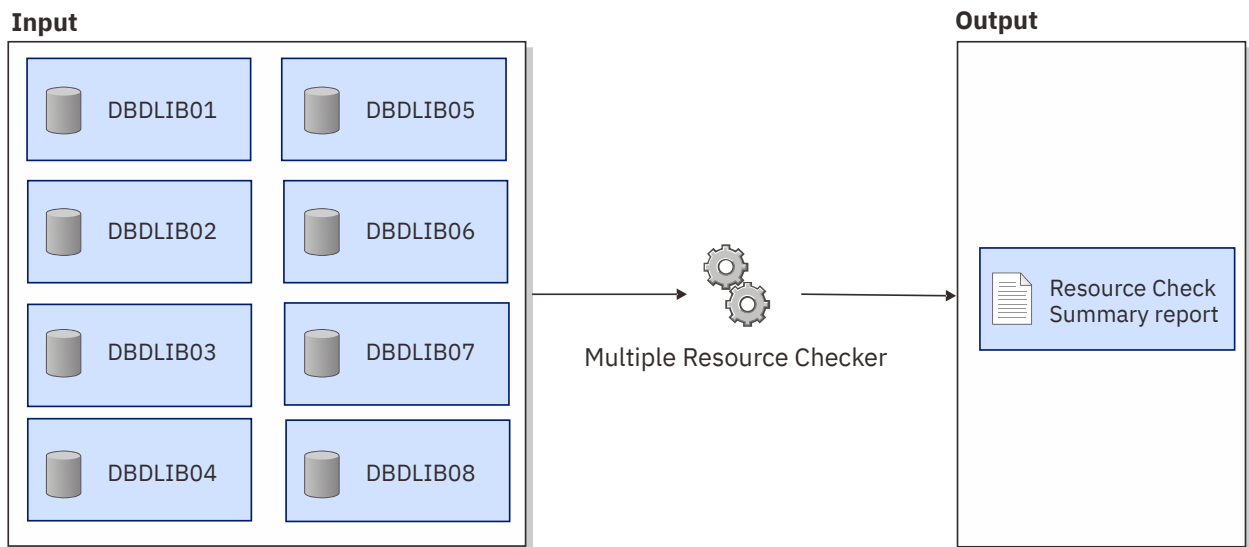 Input
DBDLIB01
DBDLIB05
DBDLIB02
DBDLIB06
DBDLIB03
DBDLIB07
DBDLIB04
DBDLIB08
Multiple Resource Checker
Output
Resource Check
Summary report